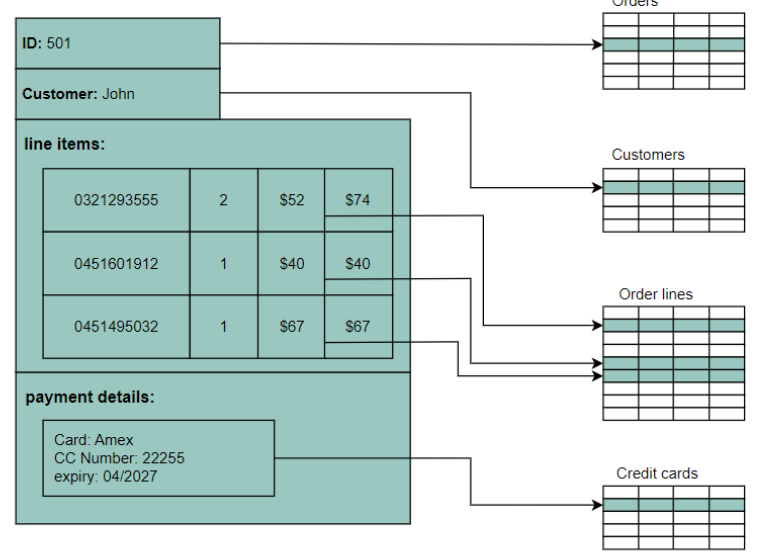 Orders
ID: 501
Customer: John
line items:
0321293555 2 $52 $74
0451601912 1 $40 $40
0451495032 1 $67 $67
payment details:
Card: Amex
CC Number: 22255
expiry: 04/2027
Customers
Order lines
Credit cards